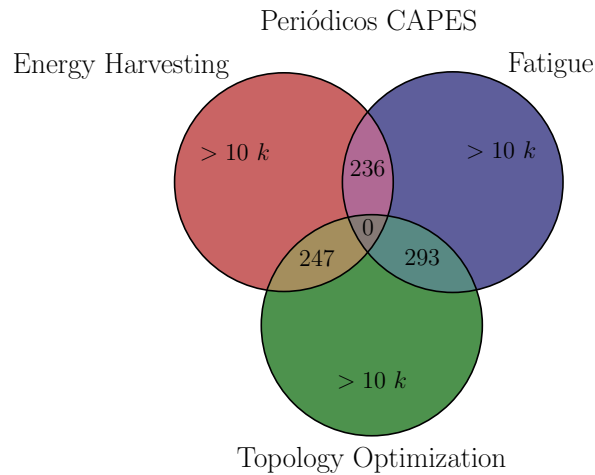 Periódicos CAPES
Energy Harvesting
Fatigue
> 10 k
> 10 k
236
0
247
293
> 10 k
Topology Optimization